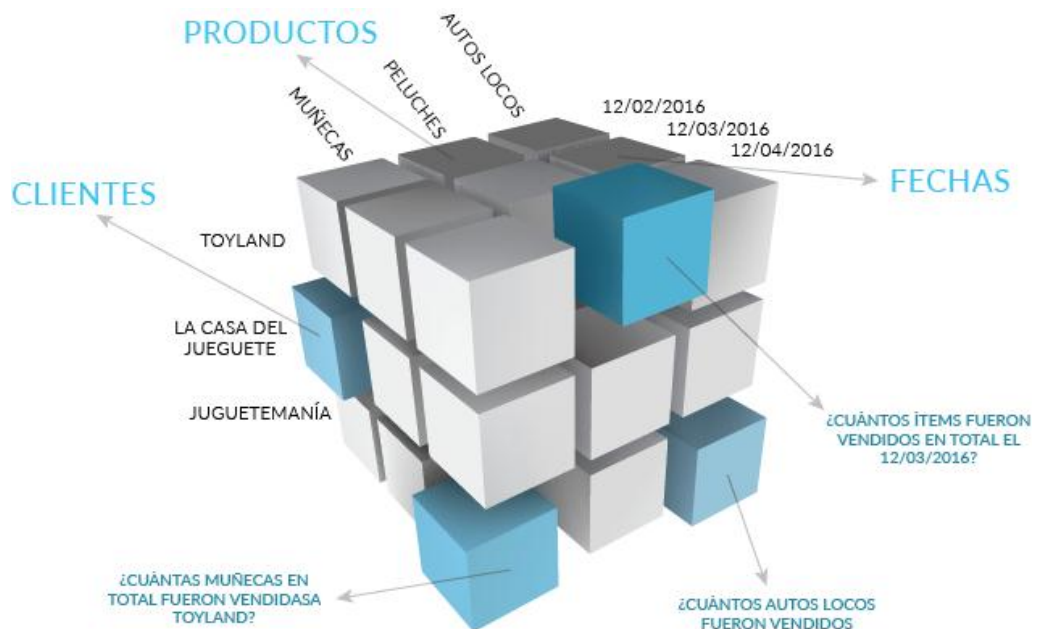 PRODUCTOS
AUTOS LOCOS
PELUCHES
MUÑECAS
12/02/2016
12/03/2016
12/04/2016
CLIENTES
FECHAS
TOYLAND
LA CASA DEL
JUEGUETE
JUGUETEMANÍA
¿CUÁNTOS ÍTEMS FUERON
VENDIDOS EN TOTAL EL
12/03/2016?
¿CUÁNTAS MUÑECAS EN
TOTAL FUERON VENDIDASA
TOYLAND?
¿CUÁNTOS AUTOS LOCOS
FUERON VENDIDOS